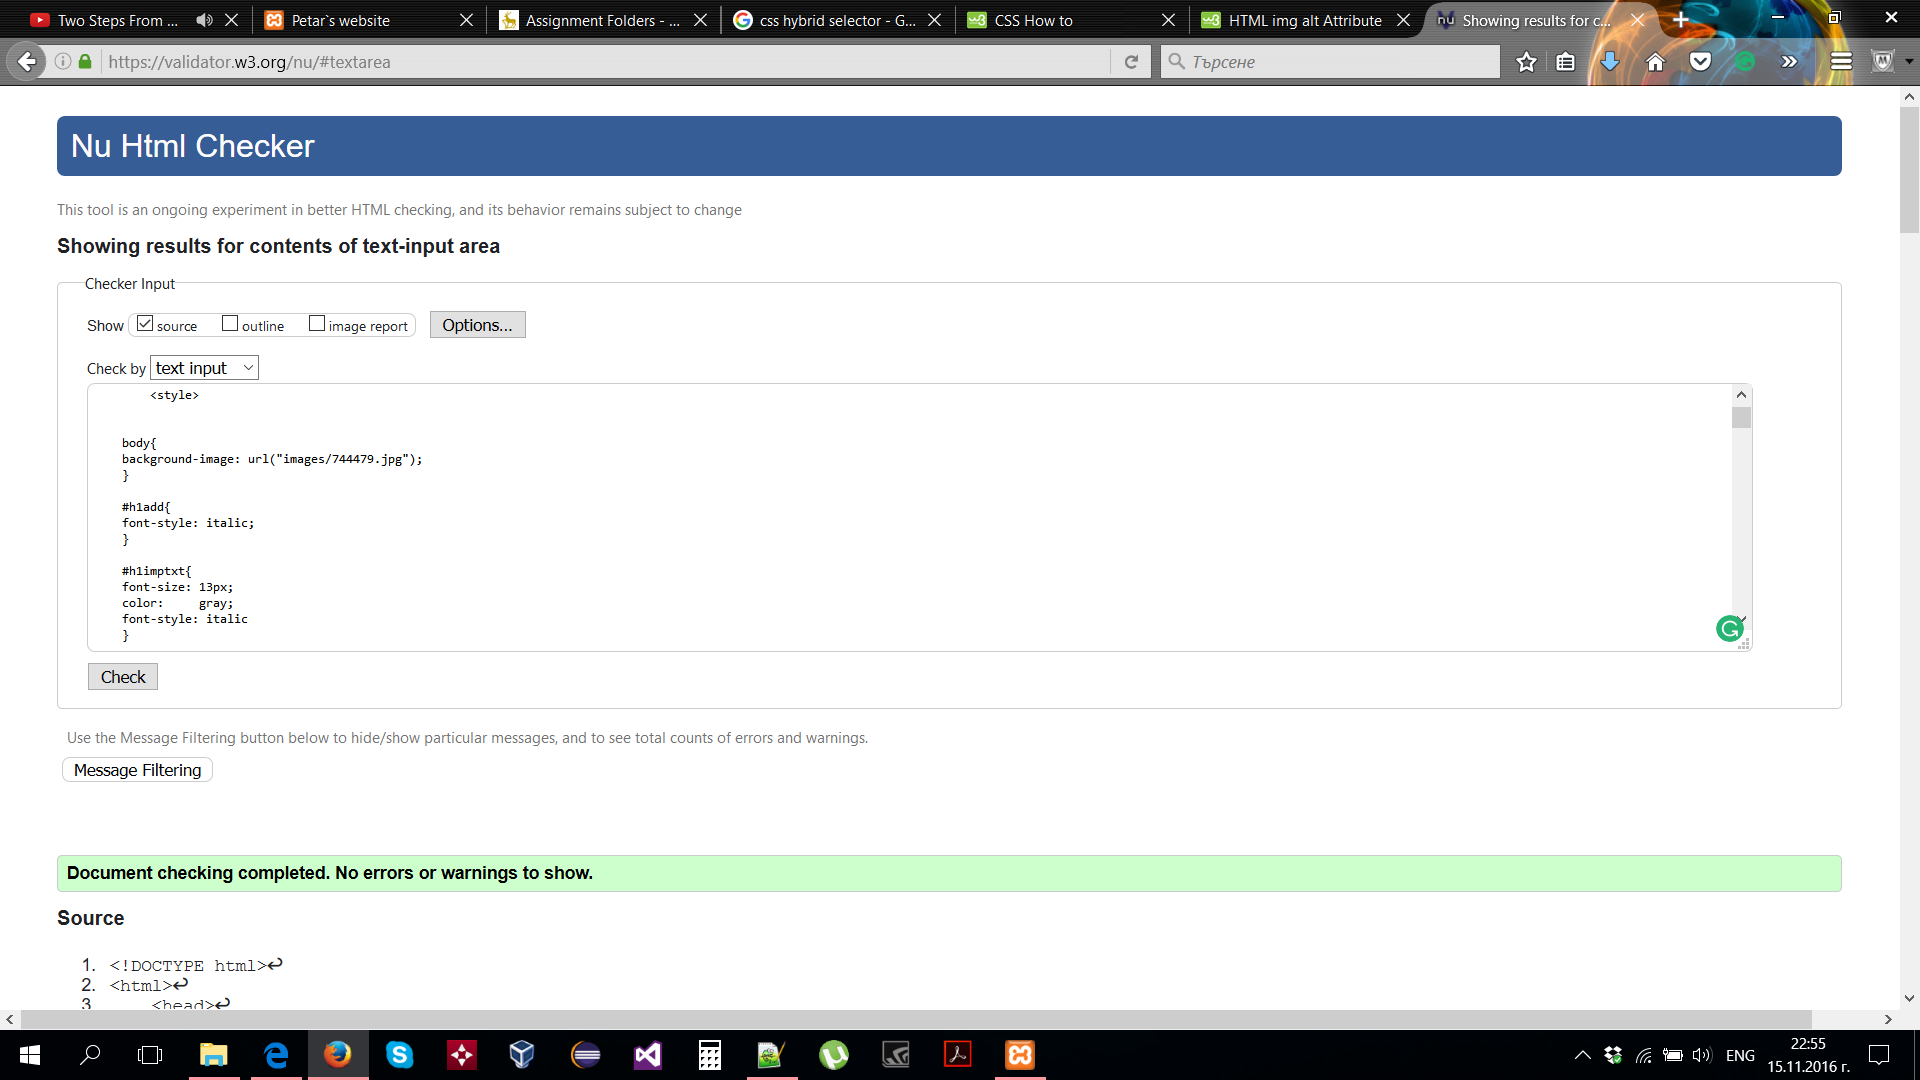 Two Steps From ...
Petar`s website
Assignment Folders - ...
css hybrid selector - G...
CSS How to
HTML img alt Attribute
Showing results for c...
https://validator.w3.org/nu/#textarea
Търсене
Nu Html Checker
This tool is an ongoing experiment in better HTML checking, and its behavior remains subject to change
Showing results for contents of text-input area
Checker Input
Show source outline image report Options...
Check by text input
<style>
body{
background-image: url("images/744479.jpg");
}
#h1add{
font-style: italic;
}
#h1imptxt{
font-size: 13px;
color: gray;
font-style: italic
}
Check
Use the Message Filtering button below to hide/show particular messages, and to see total counts of errors and warnings.
Message Filtering
Document checking completed. No errors or warnings to show.
Source
1. <!DOCTYPE html>↩
2. <html>↩
3 <head>↩
ENG
22:55
15.11.2016 г.